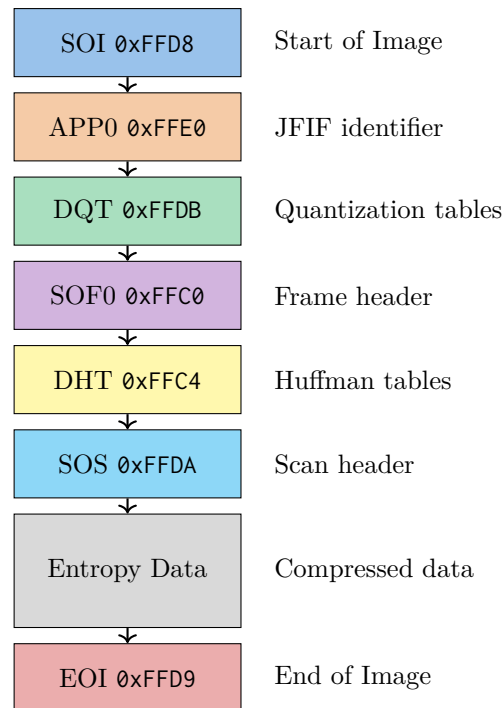 SOI 0xFFD8 Start of Image
APP0 0xFFE0 JFIF identifier
DQT 0xFFDB Quantization tables
SOF0 0xFFC0 Frame header
DHT 0xFFC4 Huffman tables
SOS 0xFFDA Scan header
Entropy Data Compressed data
EOI 0xFFD9 End of Image